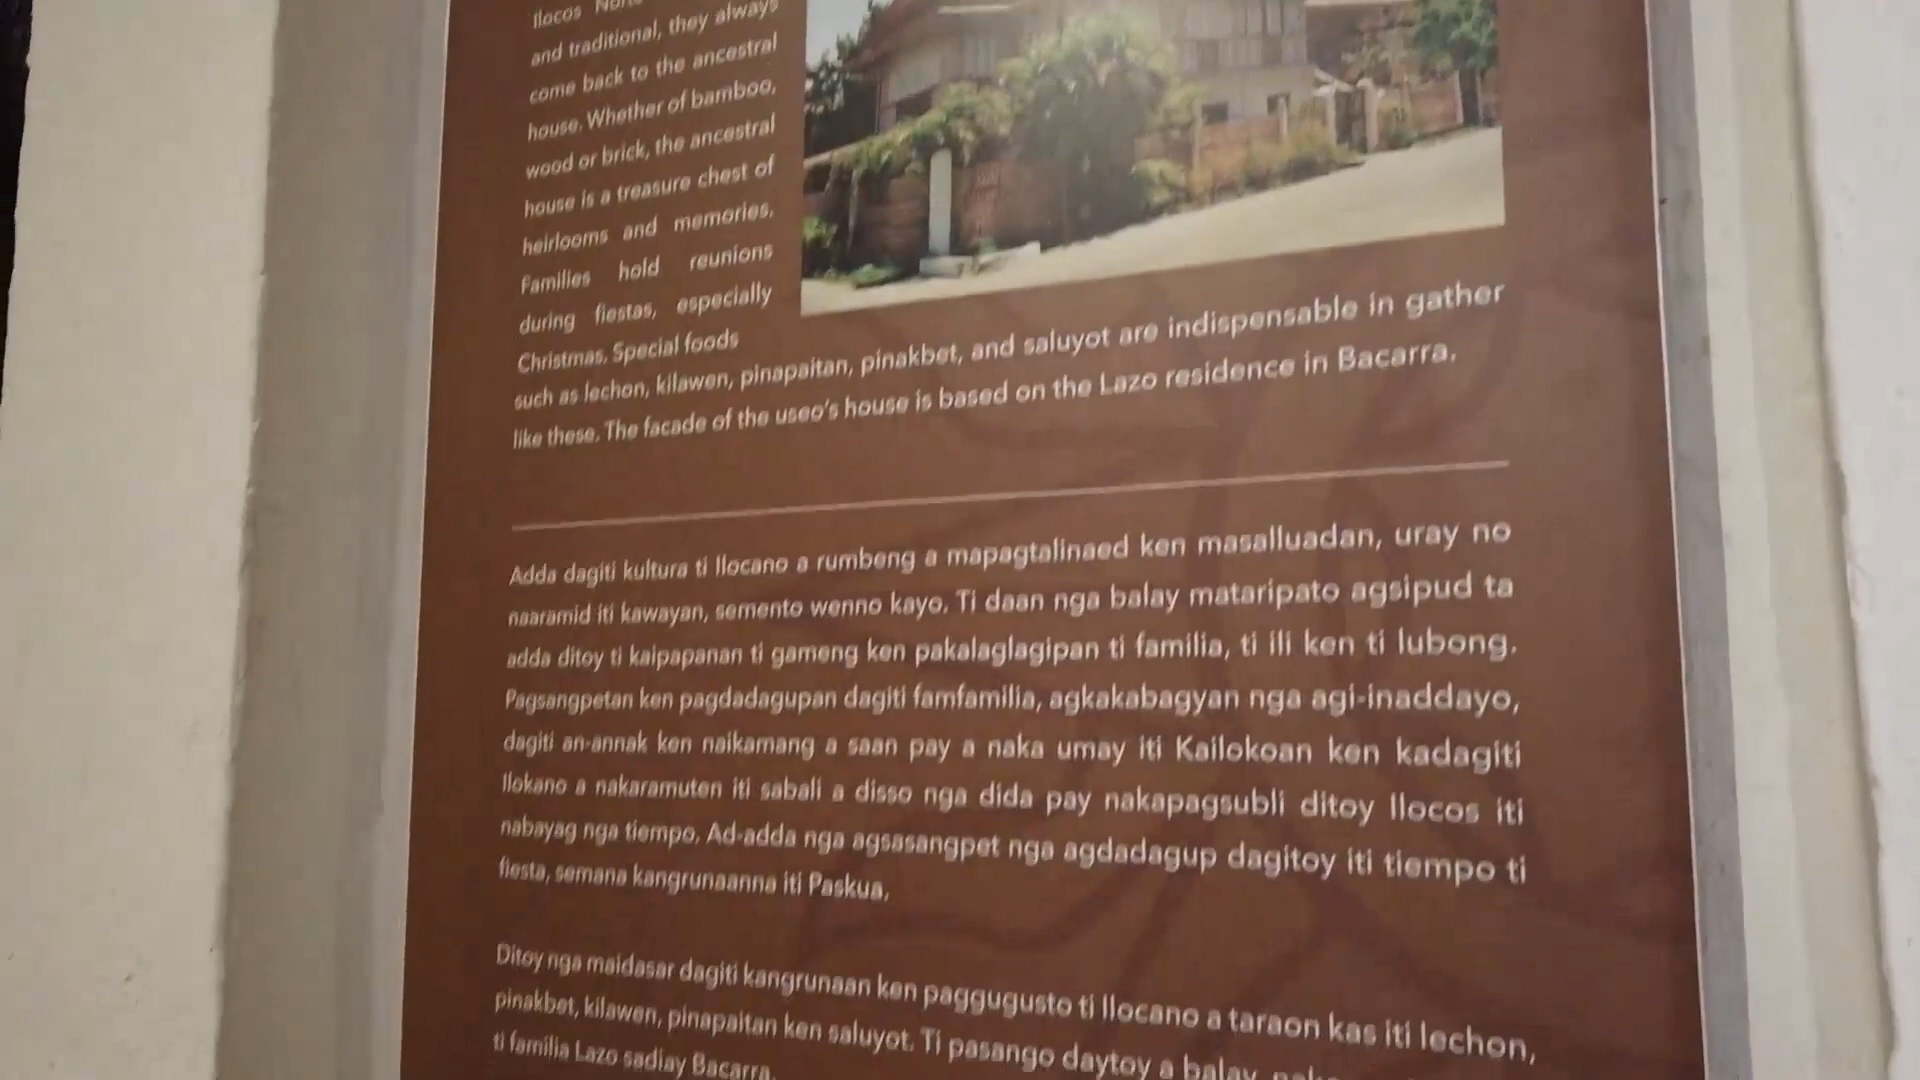 Ilocos
and traditional, they always
come back to the ancestral
house. Whether of bamboo,
wood or brick, the ancestral
house is a treasure chest of
heirlooms and memories.
Families hold reunions
during fiestas, especially
Christmas. Special foods
such as lechon, kilawen, pinapaitan, pinakbet, and saluyot are indispensable in gather
like these. The facade of the useo's house is based on the Lazo residence in Bacarra.
Adda dagiti kultura ti Ilocano a rumbeng a mapagtalinaed ken masalluadan, uray no
naaramid iti kawayan, semento wenno kayo. Ti daan nga balay mataripato agsipud ta
adda ditoy ti kaipapanan ti gameng ken pakalaglagipan ti familia, ti ili ken ti lubong.
Pagsangpetan ken pagdadagupan dagiti famfamilia, agkakabagyan nga agi-inaddayo,
dagiti an-annak ken naikamang a saan pay a naka umay iti Kailokoan ken kadagiti
Ilokano a nakaramuten iti sabali a disso nga dida pay nakapagsubli ditoy Ilocos iti
nabayag nga tiempo. Ad-adda nga agsasangpet nga agdadagup dagitoy iti tiempo ti
fiesta, semana kangrunaanna iti Paskua.
Ditoy nga maidasar dagiti kangrunaan ken paggugusto ti Ilocano a taraon kas iti lechon,
pinakbet, kilawen, pinapaitan ken saluyot. Ti pasango daytoy a balay
ti familia Lazo sadiay Bacarra.